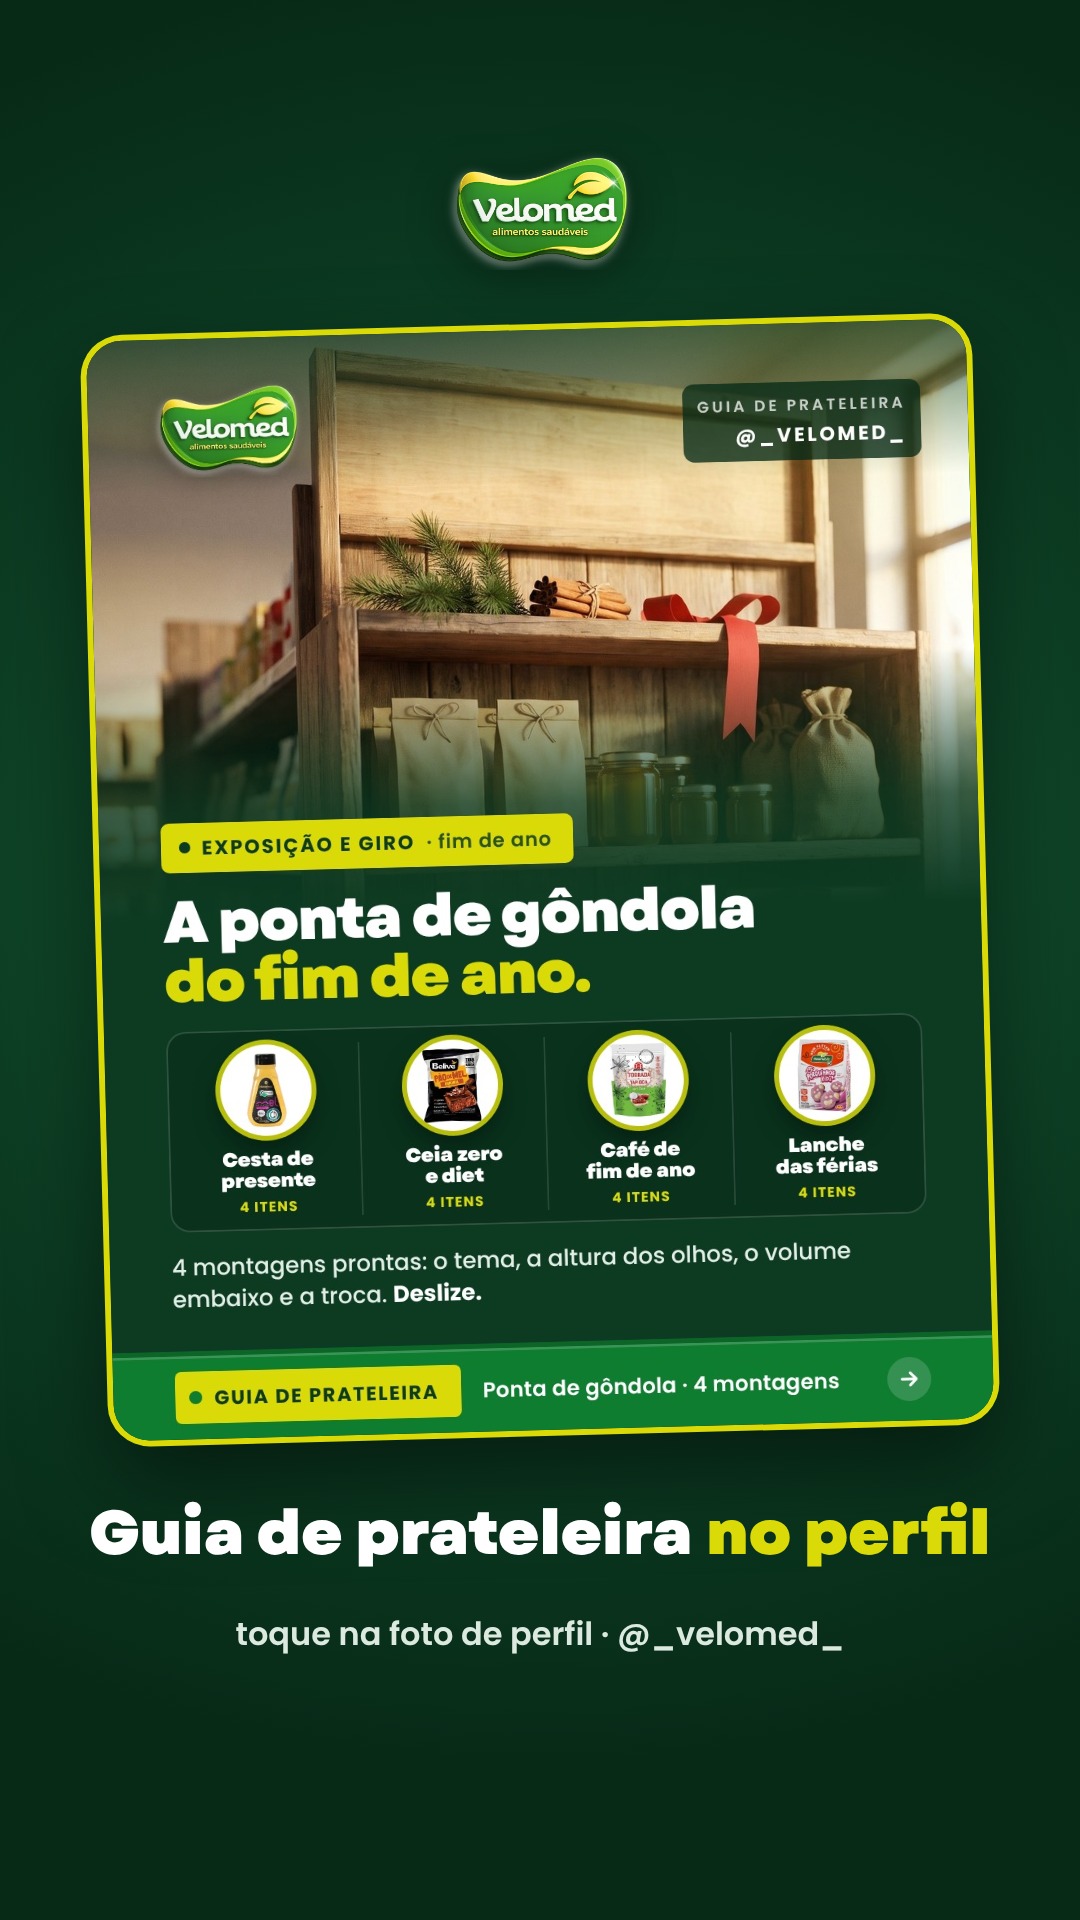 Velomed
alimentos saudáveis
Velomed
alimentos saudáveis
GUIA DE PRATELEIRA
@_VELOMED_
EXPOSIÇÃO E GIRO · fim de ano
A ponta de gôndola
do fim de ano.
Belive
Cesta de
presente
4 ITENS
Ceia zero
e diet
4 ITENS
Café de
fim de ano
4 ITENS
Lanche
das férias
4 ITENS
4 montagens prontas: o tema, a altura dos olhos, o volume
embaixo e a troca. Deslize.
GUIA DE PRATELEIRA
Ponta de gôndola · 4 montagens
Guia de prateleira no perfil
toque na foto de perfil · @_velomed_